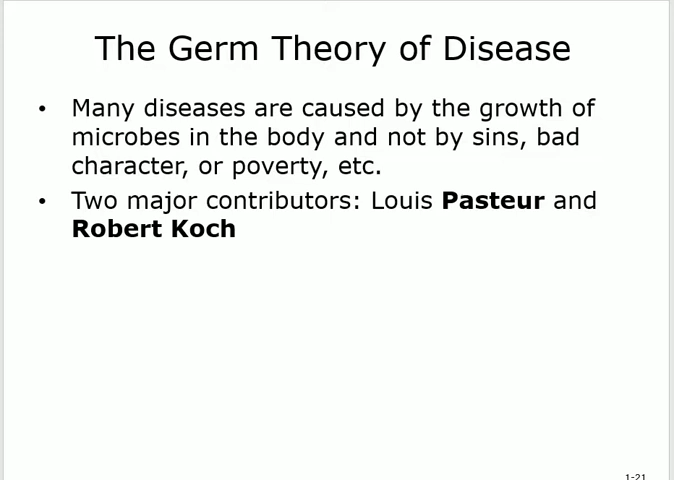 The Germ Theory of Disease
• Many diseases are caused by the growth of
microbes in the body and not by sins, bad
character, or poverty, etc.
• Two major contributors: Louis Pasteur and
Robert Koch
1-21